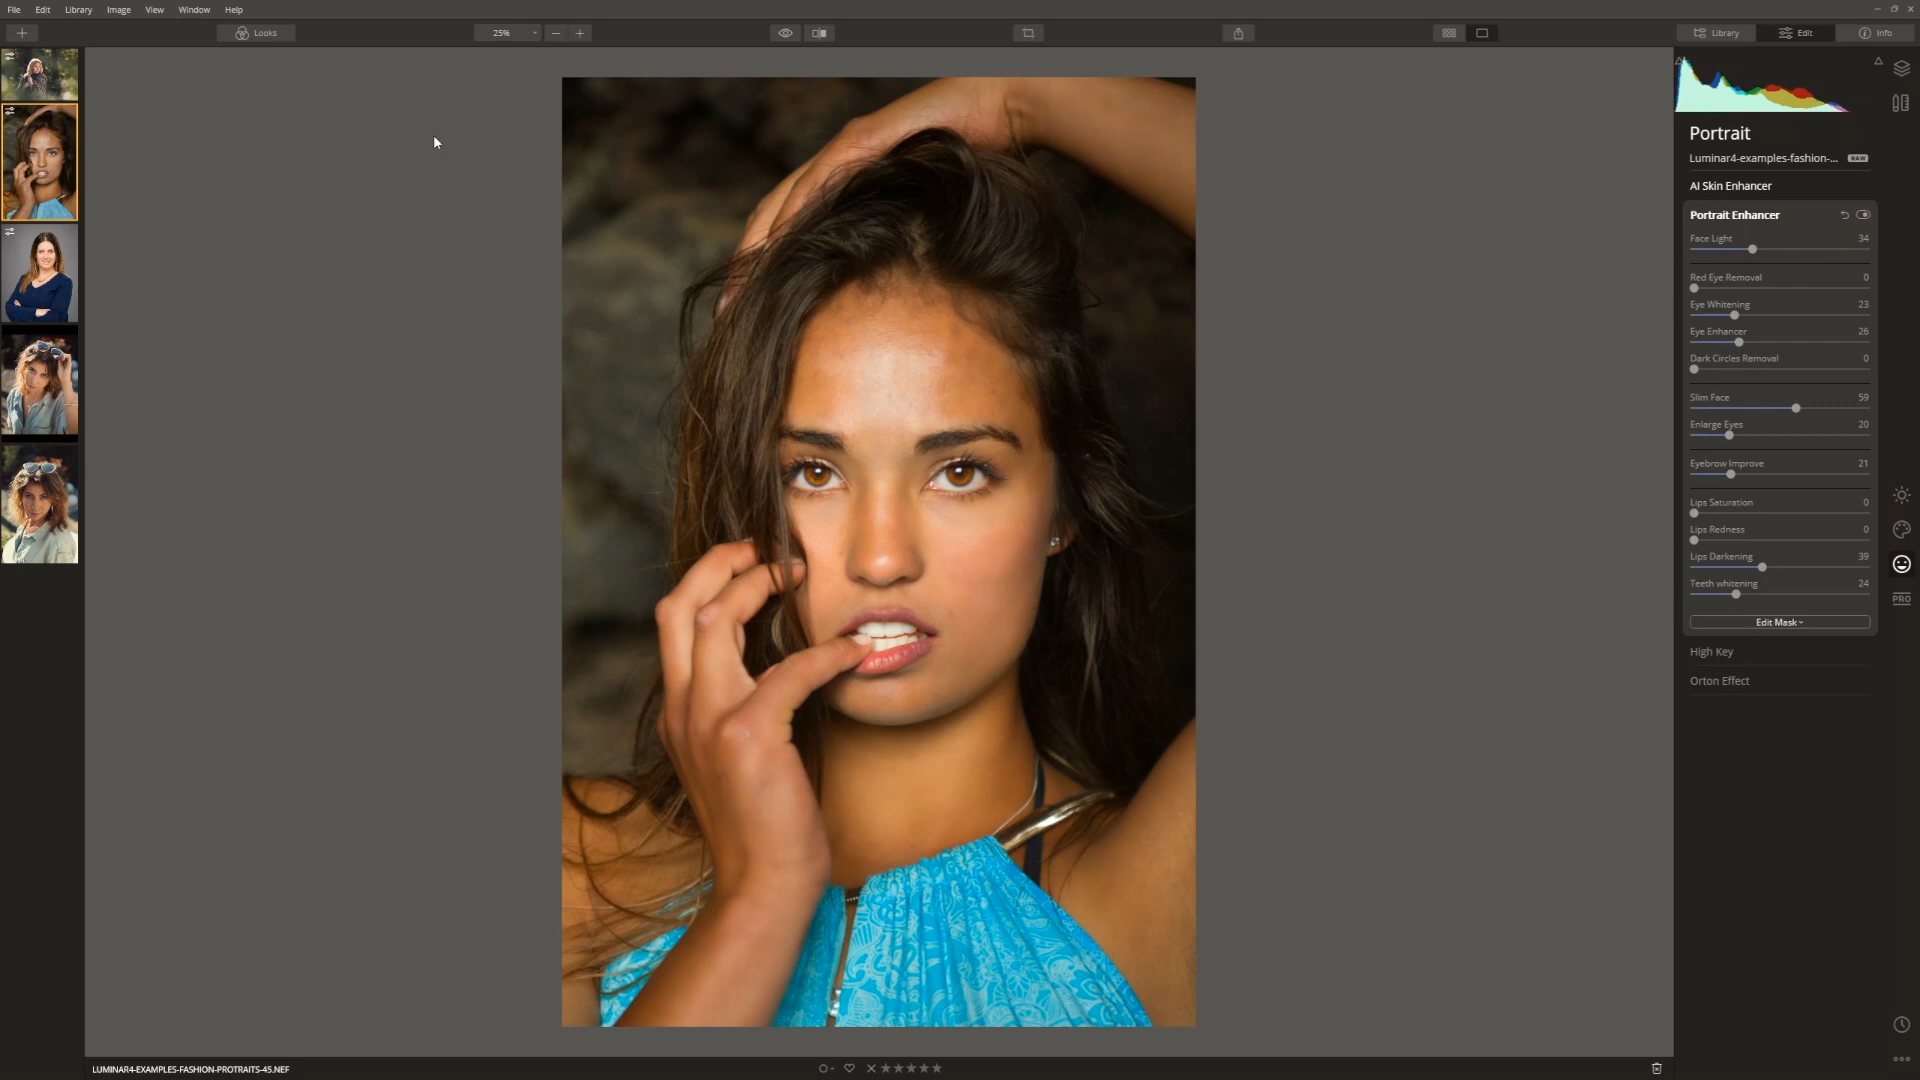 File Edit Library Image View Window Help
Looks 25% Library Edit Info
Portrait
Luminar4-examples-fashion-... RAW
AI Skin Enhancer
Portrait Enhancer
Face Light 34
Red Eye Removal 0
Eye Whitening 23
Eye Enhancer 26
Dark Circles Removal 0
Slim Face 59
Enlarge Eyes 20
Eyebrow Improve 21
Lips Saturation 0
Lips Redness 0
Lips Darkening 39
Teeth whitening 24
Edit Mask
High Key
Orton Effect
PRO
LUMINAR4-EXAMPLES-FASHION-PROTRAITS-45.NEF